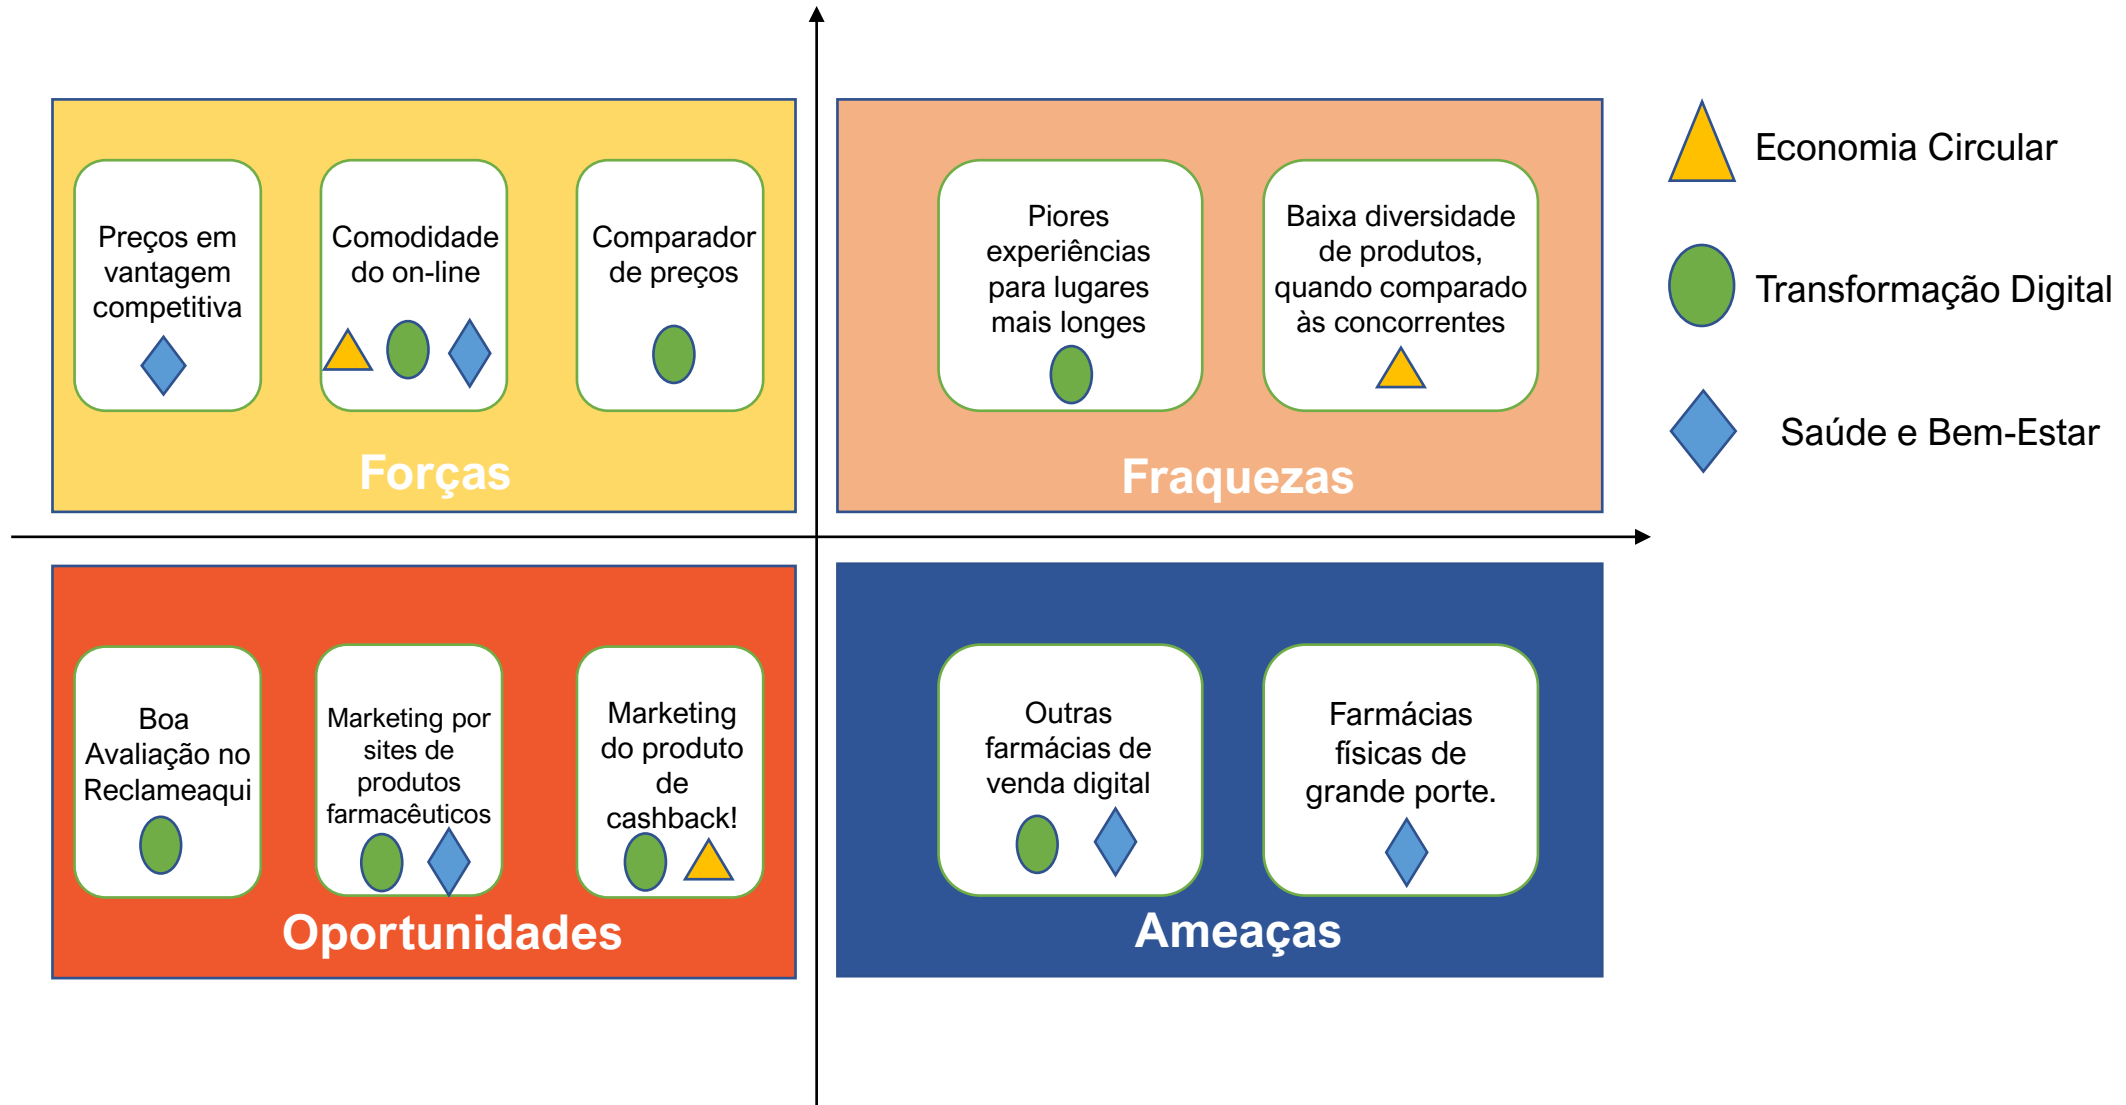 Preços em
vantagem
competitiva
Comodidade
do on-line
Comparador
de preços
Forças
Piores
experiências
para lugares
mais longes
Baixa diversidade
de produtos,
quando comparado
às concorrentes
Fraquezas
Economia Circular
Transformação Digital
Saúde e Bem-Estar
Boa
Avaliação no
Reclameaqui
Marketing por
sites de
produtos
farmacêuticos
Marketing
do produto
de
cashback!
Oportunidades
Outras
farmácias de
venda digital
Farmácias
físicas de
grande porte.
Ameaças